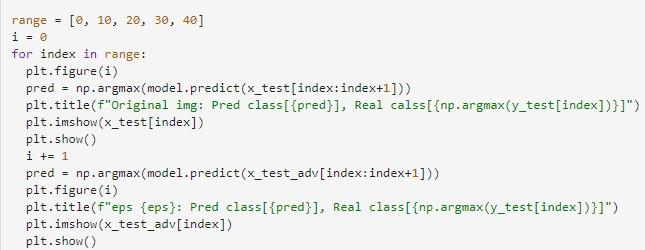 range = [0, 10, 20, 30, 40]
i = 0
for index in range:
  plt.figure(i)
  pred = np.argmax(model.predict(x_test[index:index+1]))
  plt.title(f"Original img: Pred class[{pred}], Real calss[{np.argmax(y_test[index])}]")
  plt.imshow(x_test[index])
  plt.show()
  i += 1
  pred = np.argmax(model.predict(x_test_adv[index:index+1]))
  plt.figure(i)
  plt.title(f"eps {eps}: Pred class[{pred}], Real class[{np.argmax(y_test[index])}]")
  plt.imshow(x_test_adv[index])
  plt.show()